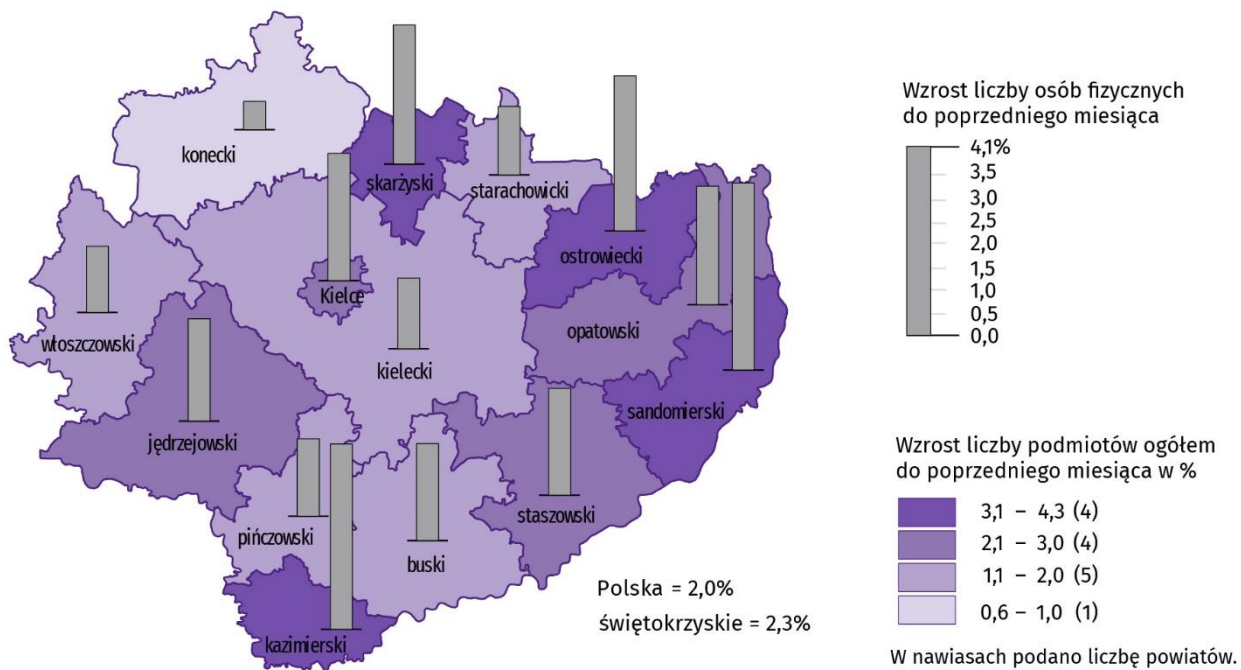 konecki
skarżyski
starachowicki
ostrowiecki
Kielce
opatowski
włoszczowski
kielecki
sandomierski
jędrzejowski
staszowski
pińczowski
buski
kazimierski
Polska = 2,0%
świętokrzyskie = 2,3%
Wzrost liczby osób fizycznych
do poprzedniego miesiąca
4,1%
3,5
3,0
2,5
2,0
1,5
1,0
0,5
0,0
Wzrost liczby podmiotów ogółem
do poprzedniego miesiąca w %
3,1 – 4,3 (4)
2,1 – 3,0 (4)
1,1 – 2,0 (5)
0,6 – 1,0 (1)
W nawiasach podano liczbę powiatów.